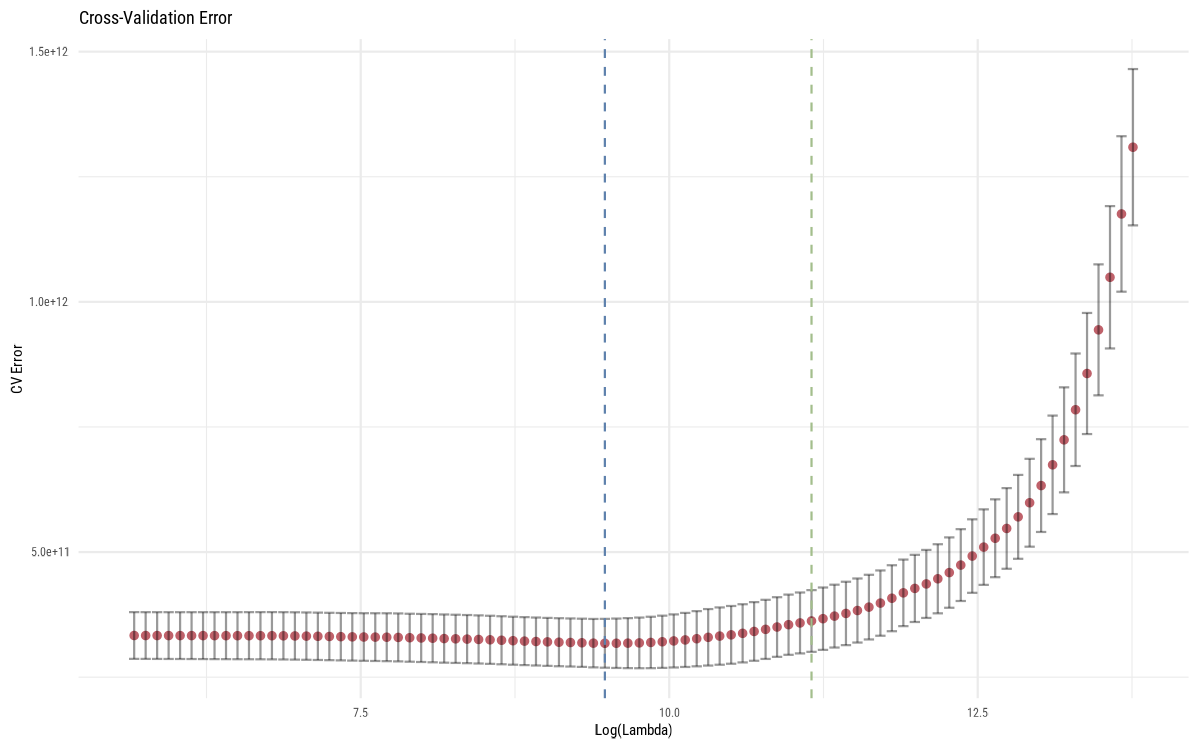 Cross-Validation Error
1.5e+12
1.0e+12
5.0e+11
CV Error
7.5
10.0
12.5
Log(Lambda)